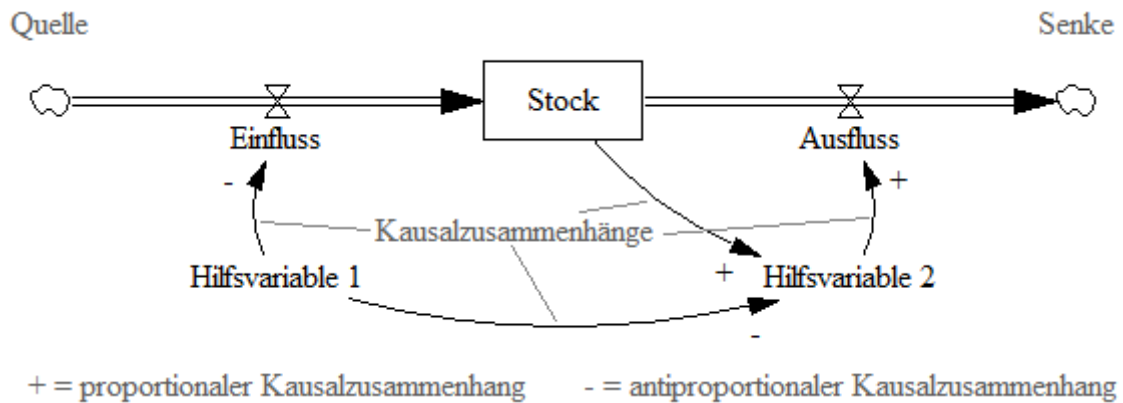 Quelle
Senke
Stock
Einfluss
Ausfluss
-
+
Kausalzusammenhänge
Hilfsvariable 1
+
Hilfsvariable 2
-
+ = proportionaler Kausalzusammenhang
- = antiproportionaler Kausalzusammenhang